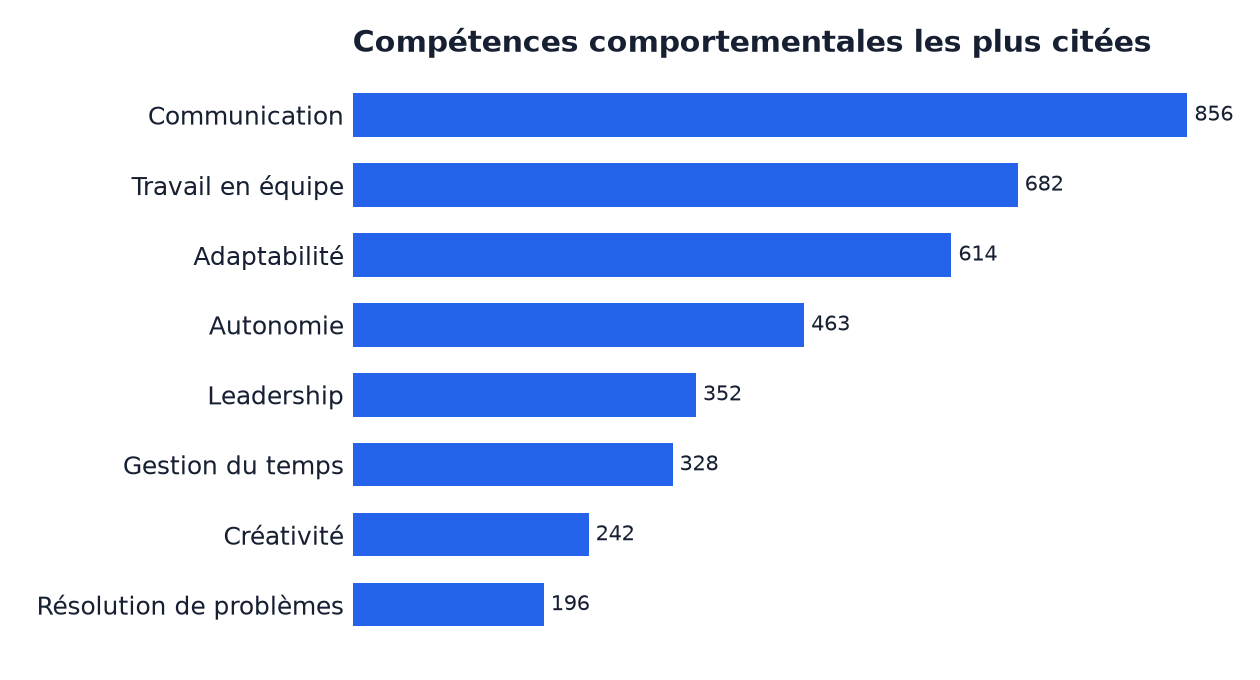 Compétences comportementales les plus citées
Communication 856
Travail en équipe 682
Adaptabilité 614
Autonomie 463
Leadership 352
Gestion du temps 328
Créativité 242
Résolution de problèmes 196